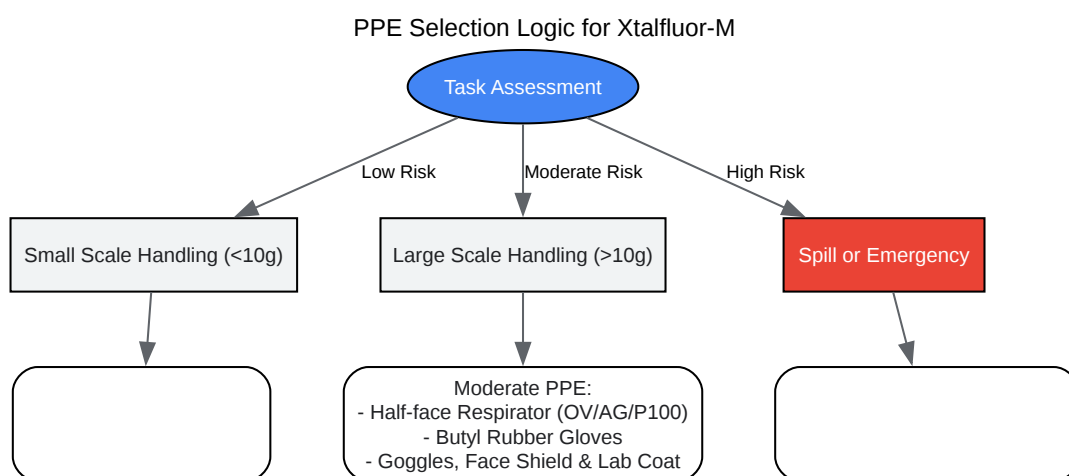 PPE Selection Logic for Xtalfluor-M
Task Assessment
Low Risk
Moderate Risk
High Risk
Small Scale Handling (<10g)
Large Scale Handling (>10g)
Spill or Emergency
Moderate PPE:
- Half-face Respirator (OV/AG/P100)
- Butyl Rubber Gloves
- Goggles, Face Shield & Lab Coat